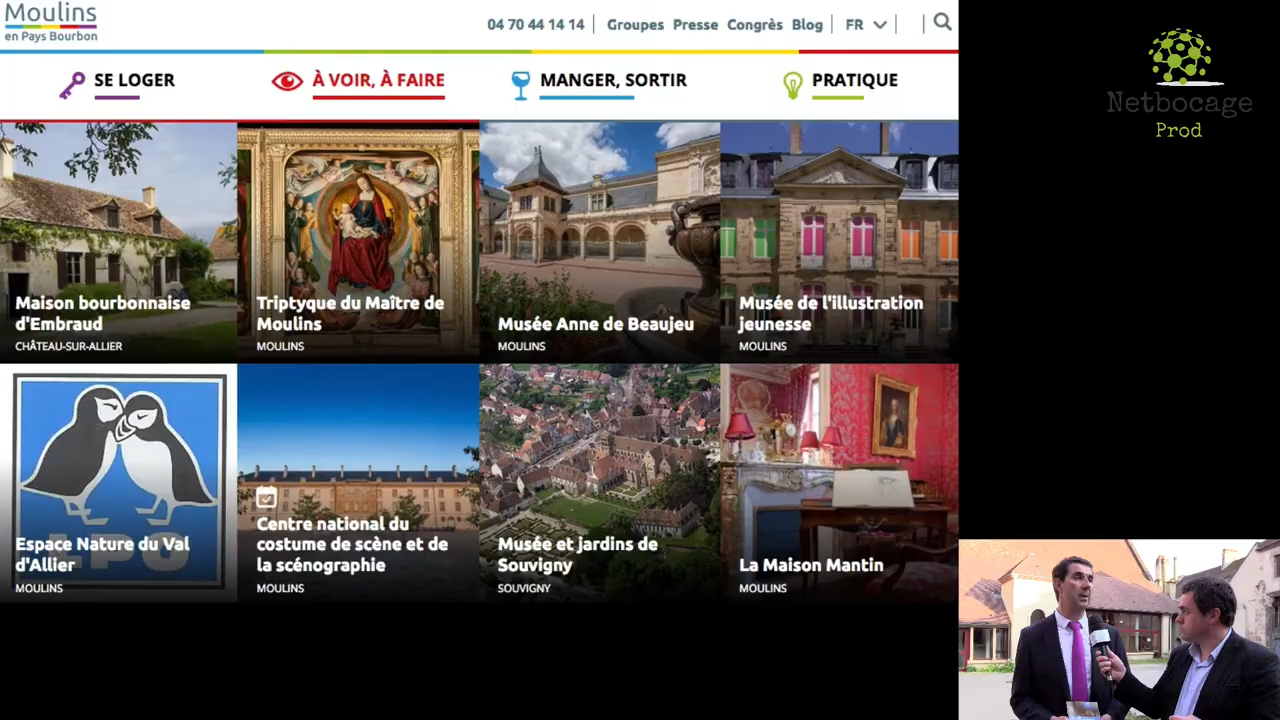 Moulins
en Pays Bourbon
04 70 44 14 14
Groupes Presse Congrès Blog
FR
SE LOGER
À VOIR, À FAIRE
MANGER, SORTIR
PRATIQUE
Netbocage
Prod
Maison bourbonnaise
d'Embraud
CHÂTEAU-SUR-ALLIER
Triptyque du Maître de
Moulins
MOULINS
Musée Anne de Beaujeu
MOULINS
Musée de l'illustration
jeunesse
MOULINS
LPO
Espace Nature du Val
d'Allier
MOULINS
Centre national du
costume de scène et de
la scénographie
MOULINS
Musée et jardins de
Souvigny
SOUVIGNY
La Maison Mantin
MOULINS